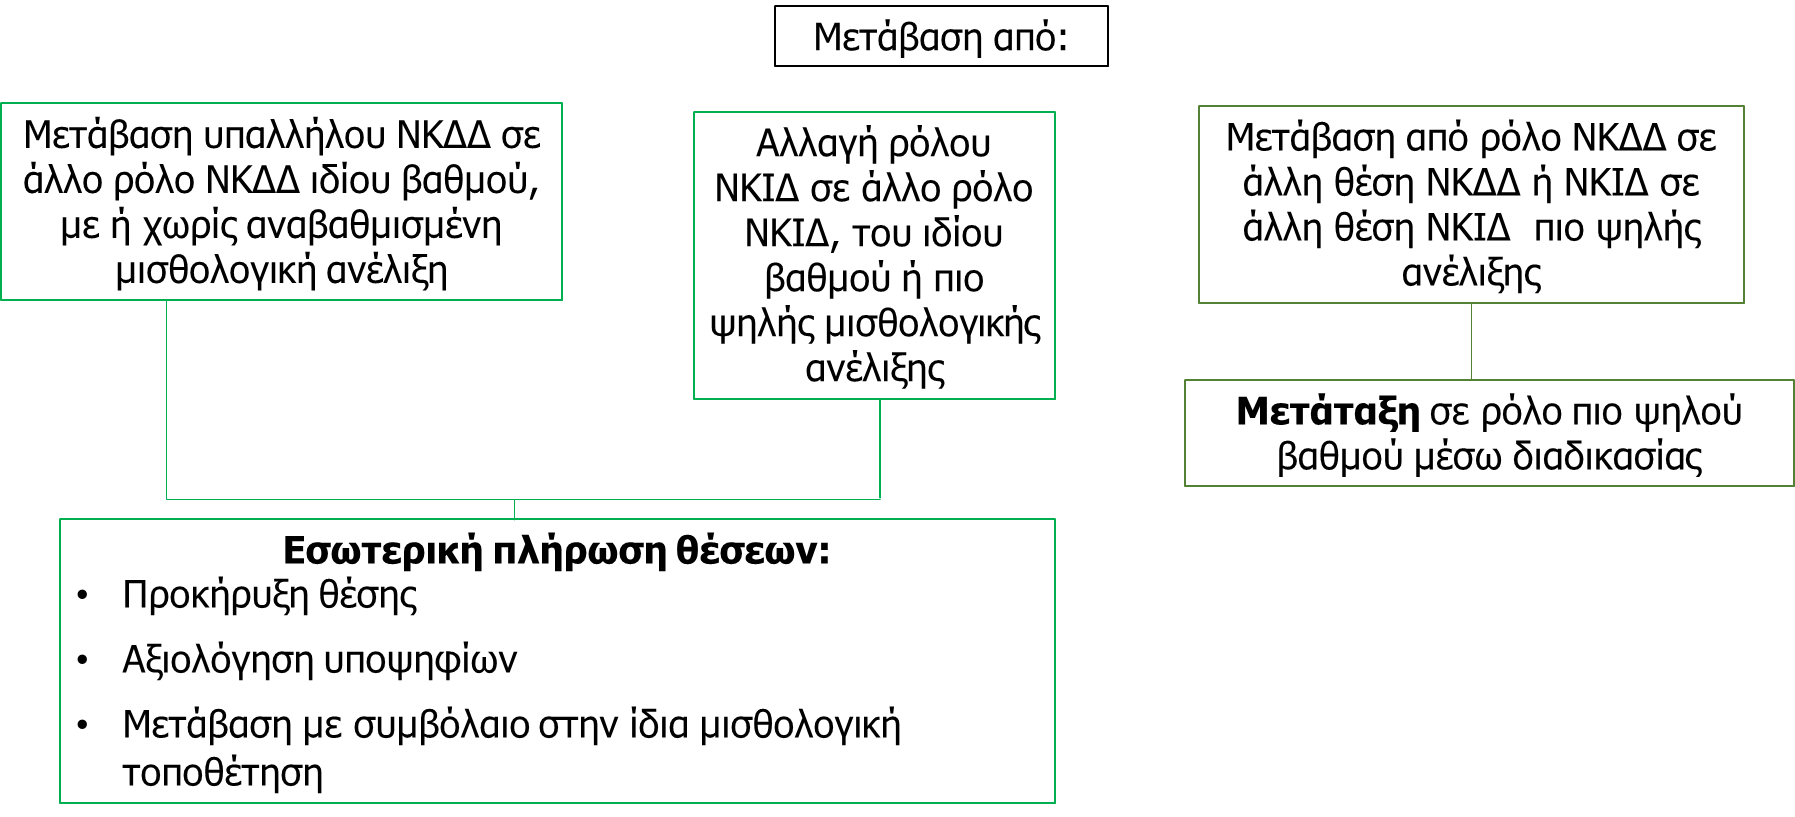 Μετάβαση από:
Μετάβαση υπαλλήλου ΝΚΔΔ σε
άλλο ρόλο ΝΚΔΔ ιδίου βαθμού,
με ή χωρίς αναβαθμισμένη
μισθολογική ανέλιξη
Αλλαγή ρόλου
ΝΚΙΔ σε άλλο ρόλο
ΝΚΙΔ, του ιδίου
βαθμού ή πιο
ψηλής μισθολογικής
ανέλιξης
Μετάβαση από ρόλο ΝΚΔΔ σε
άλλη θέση ΝΚΔΔ ή ΝΚΙΔ σε
άλλη θέση ΝΚΙΔ  πιο ψηλής
ανέλιξης
Μετάταξη σε ρόλο πιο ψηλού
βαθμού μέσω διαδικασίας
Εσωτερική πλήρωση θέσεων:
• Προκήρυξη θέσης
• Αξιολόγηση υποψηφίων
• Μετάβαση με συμβόλαιο στην ίδια μισθολογική
τοποθέτηση